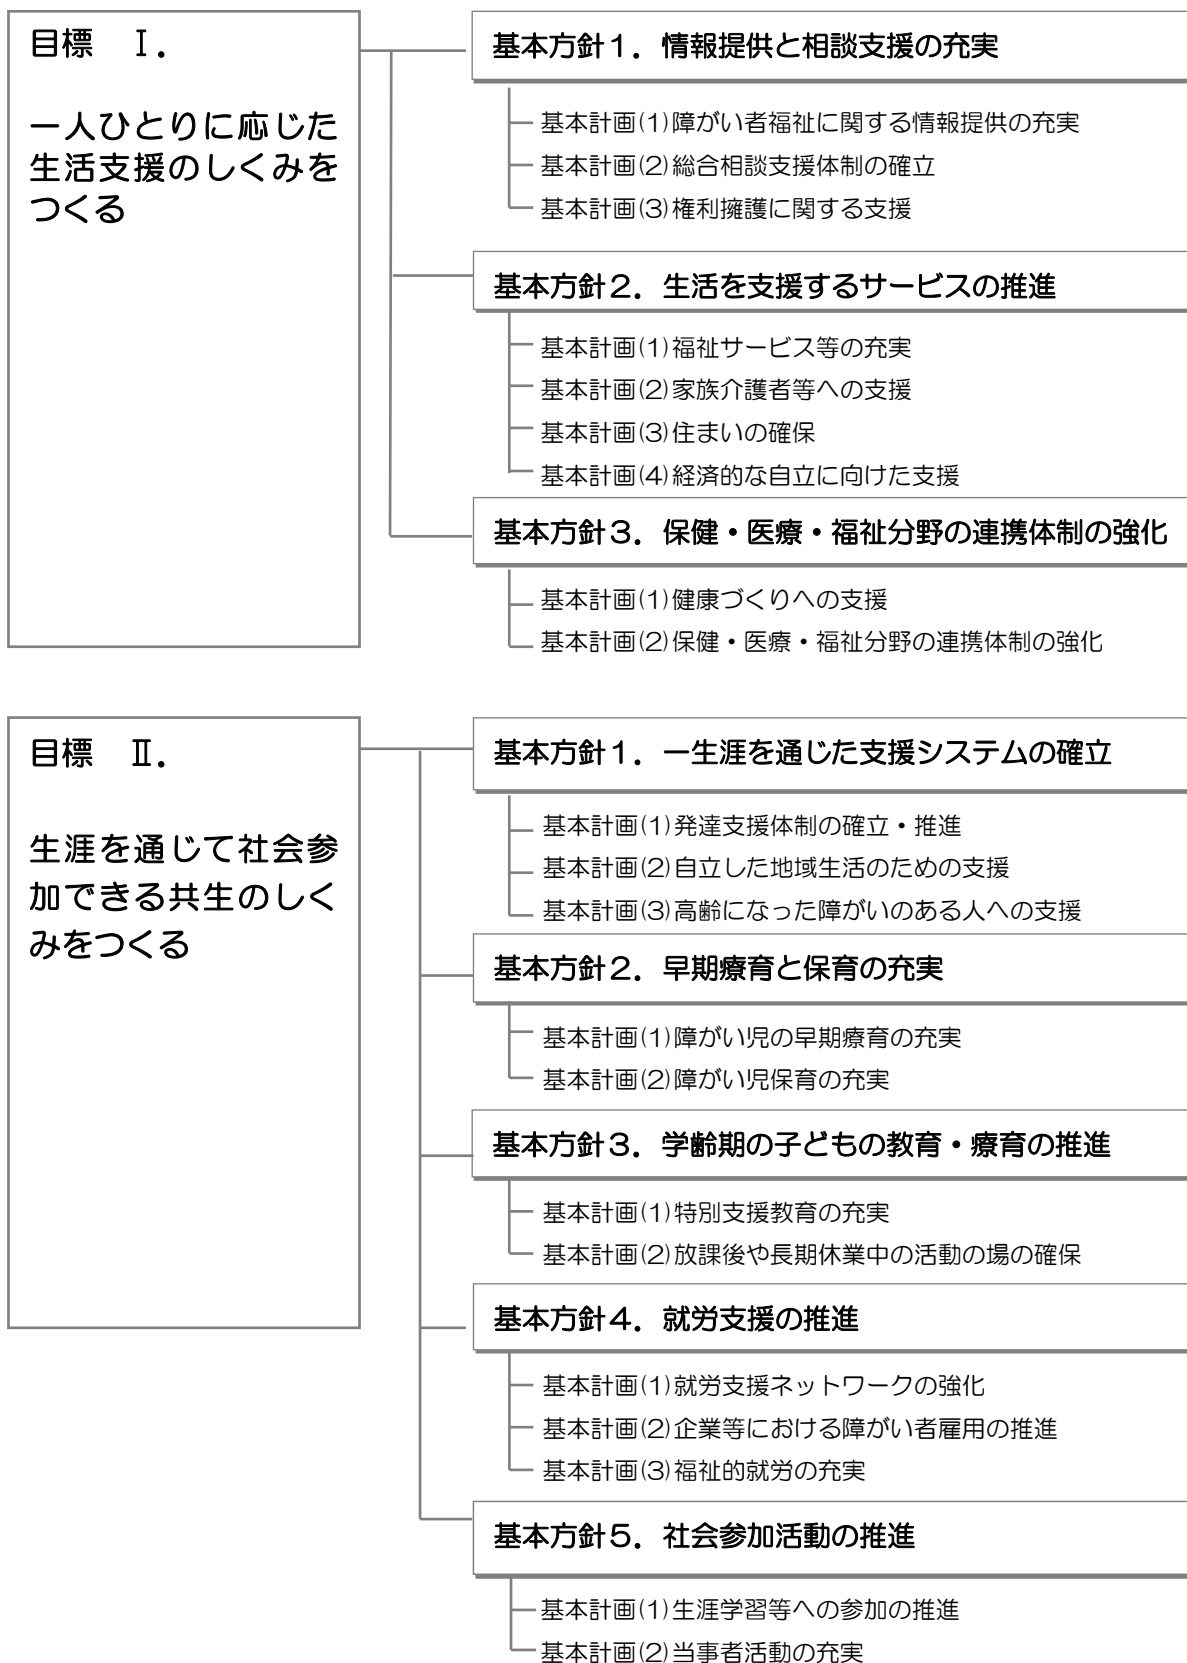 目標　Ⅰ．
一人ひとりに応じた
生活支援のしくみを
つくる
基本方針１．情報提供と相談支援の充実
基本計画(1)障がい者福祉に関する情報提供の充実
基本計画(2)総合相談支援体制の確立
基本計画(3)権利擁護に関する支援
基本方針２．生活を支援するサービスの推進
基本計画(1)福祉サービス等の充実
基本計画(2)家族介護者等への支援
基本計画(3)住まいの確保
基本計画(4)経済的な自立に向けた支援
基本方針３．保健・医療・福祉分野の連携体制の強化
基本計画(1)健康づくりへの支援
基本計画(2)保健・医療・福祉分野の連携体制の強化
目標　Ⅱ．
生涯を通じて社会参
加できる共生のしく
みをつくる
基本方針１．一生涯を通じた支援システムの確立
基本計画(1)発達支援体制の確立・推進
基本計画(2)自立した地域生活のための支援
基本計画(3)高齢になった障がいのある人への支援
基本方針２．早期療育と保育の充実
基本計画(1)障がい児の早期療育の充実
基本計画(2)障がい児保育の充実
基本方針３．学齢期の子どもの教育・療育の推進
基本計画(1)特別支援教育の充実
基本計画(2)放課後や長期休業中の活動の場の確保
基本方針４．就労支援の推進
基本計画(1)就労支援ネットワークの強化
基本計画(2)企業等における障がい者雇用の推進
基本計画(3)福祉的就労の充実
基本方針５．社会参加活動の推進
基本計画(1)生涯学習等への参加の推進
基本計画(2)当事者活動の充実